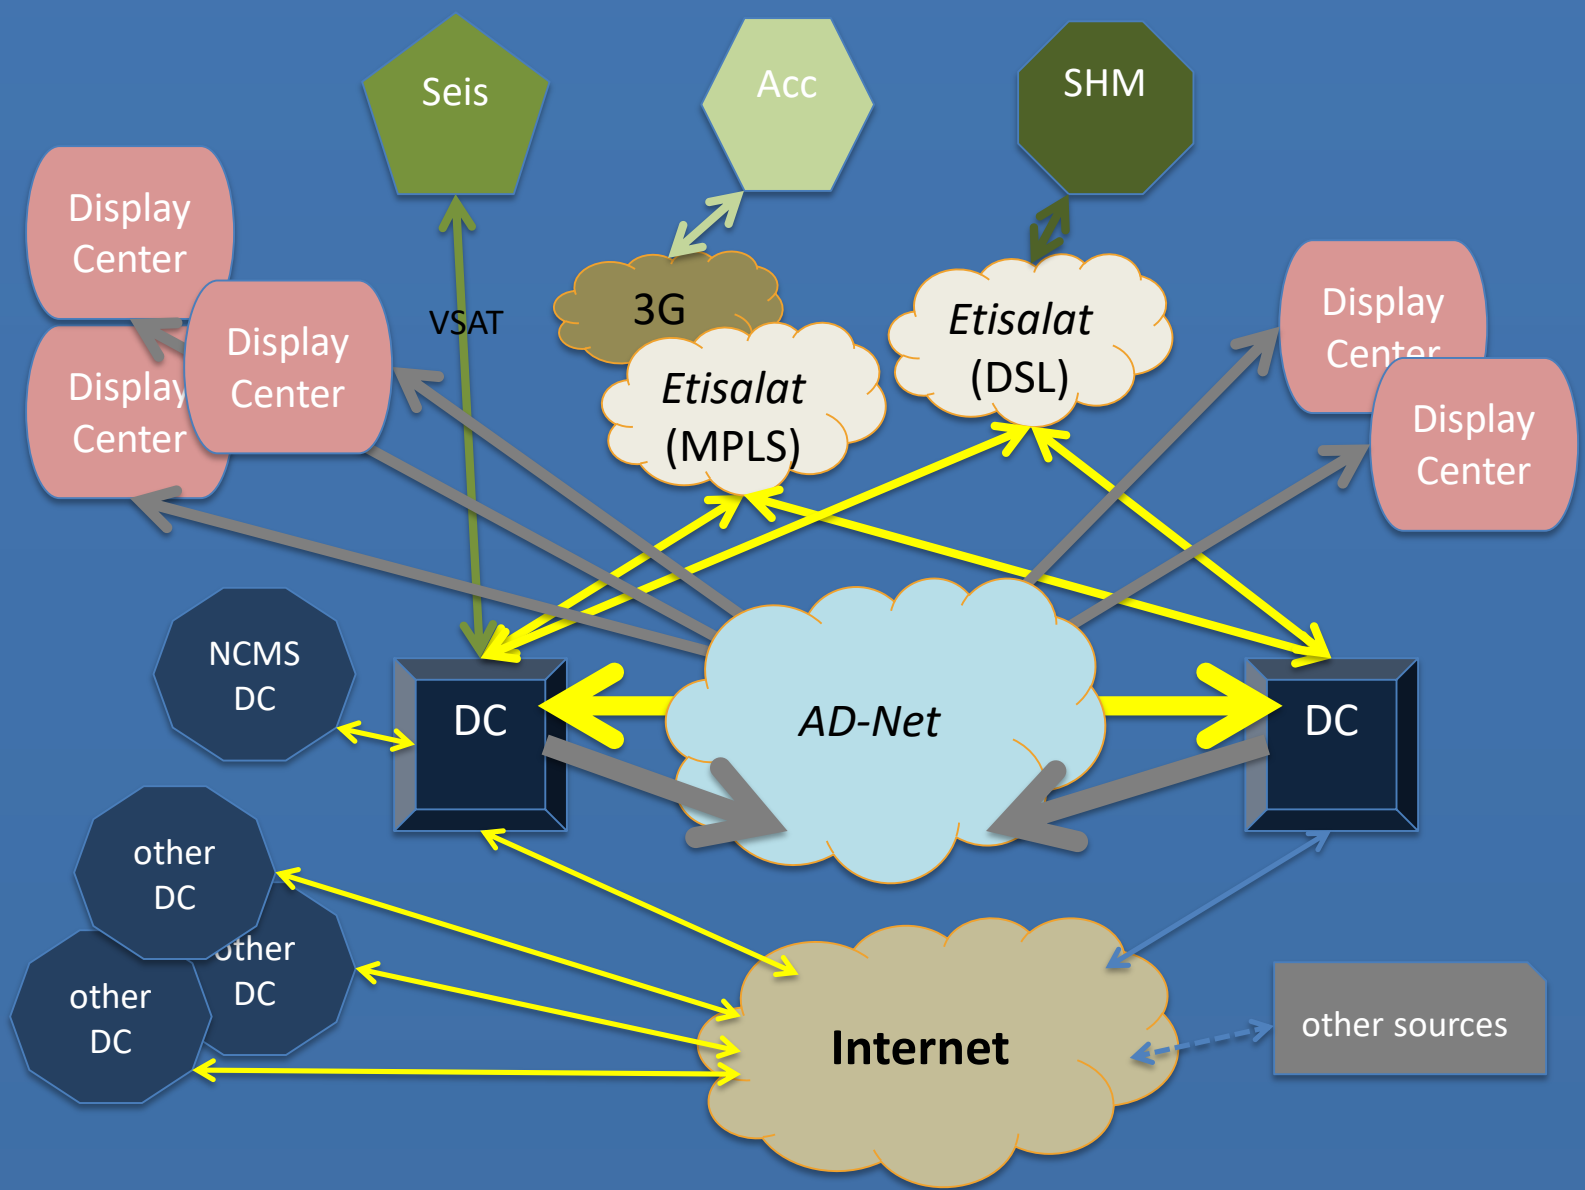 Seis
Acc
SHM
Display
Center
VSAT
3G
Etisalat
(DSL)
Display
Center
Display
Center
Etisalat
(MPLS)
Display
Center
Display
Center
NCMS
DC
DC
AD-Net
DC
other
DC
other
DC
other
DC
Internet
other sources